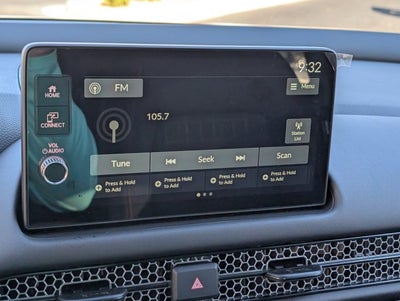 9:32
HOME
FM
Menu
CONNECT
105.7
VOL
AUDIO
Station
List
Tune
Seek
Scan
Press & Hold
to Add
Press & Hold
to Add
Press & Hold
to Add
Press & Hold
to Add